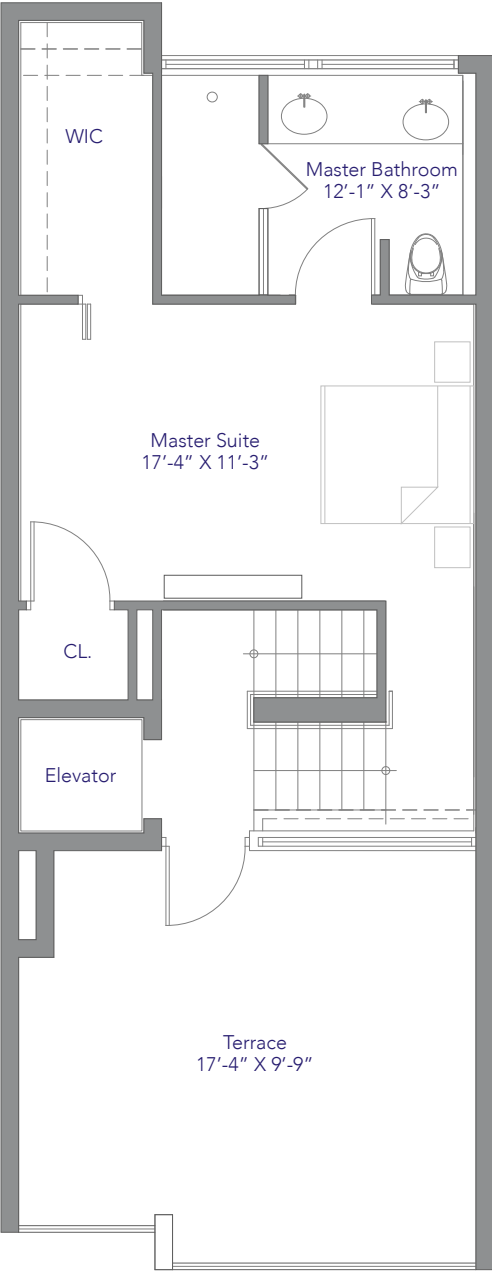 WIC
Master Bathroom
12’-1” X 8’-3”
Master Suite
17’-4” X 11’-3”
CL.
Elevator
Terrace
17’-4” X 9’-9”